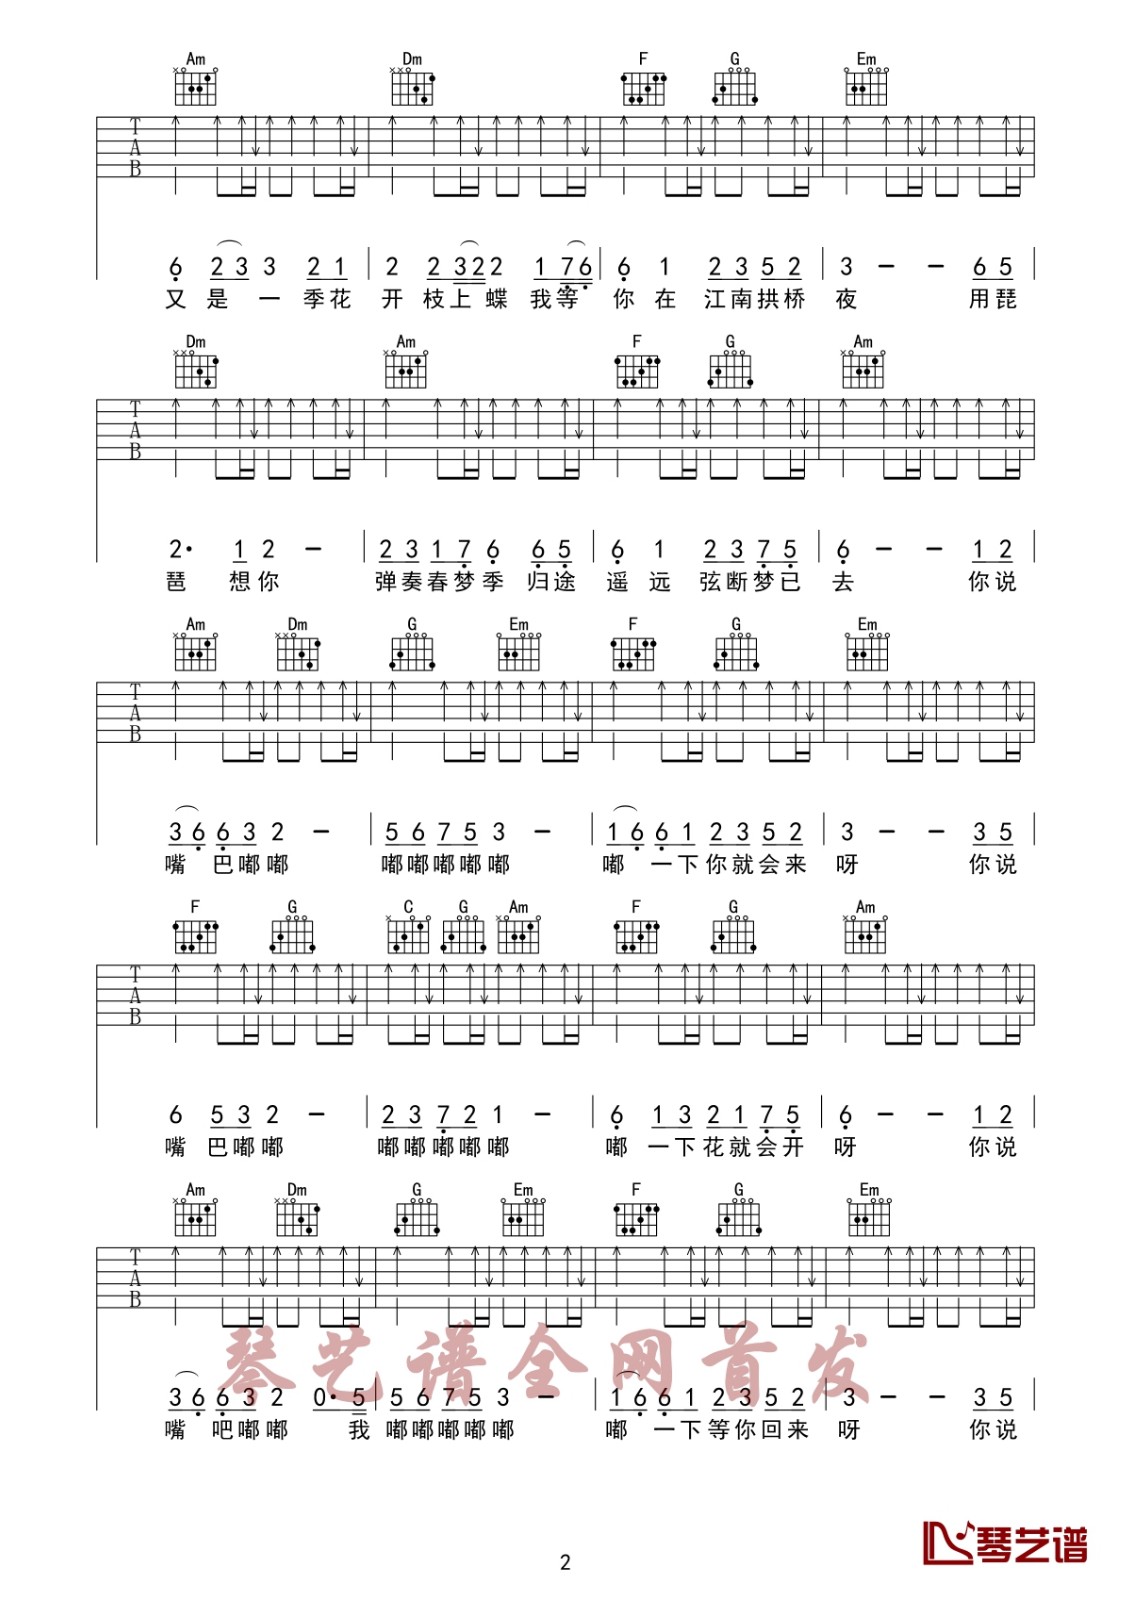 Am Dm F G Em
T A B
6 2 3 3 2 1 | 2 2 3 2 2 1 7 6 | 6 1 2 3 5 2 | 3 – – 6 5
又是一季花 开枝上蝶我等 你在江南拱桥 夜 用琵
Dm Am F G Am
T A B
2· 1 2 – | 2 3 1 7 6 6 5 | 6 1 2 3 7 5 | 6 – – 1 2
琶 想你 弹奏春梦季 归途 遥远 弦断梦已 去 你说
Am Dm G Em F G Em
T A B
3 6 6 3 2 – | 5 6 7 5 3 – | 1 6 6 1 2 3 5 2 | 3 – – 3 5
嘴 巴嘟嘟 嘟嘟嘟嘟嘟 嘟 一下你就会来 呀 你说
F G C G Am F G Am
T A B
6 5 3 2 – | 2 3 7 2 1 – | 6 1 3 2 1 7 5 | 6 – – 1 2
嘴 巴嘟嘟 嘟嘟嘟嘟嘟 嘟 一下花就会开 呀 你说
Am Dm G Em F G Em
T A B
3 6 6 3 2 0· 5 | 5 6 7 5 3 – | 1 6 6 1 2 3 5 2 | 3 – – 3 5
嘴 吧嘟嘟 我 嘟嘟嘟嘟嘟 嘟 一下等你回来 呀 你说
琴艺谱全网首发
琴艺谱
2